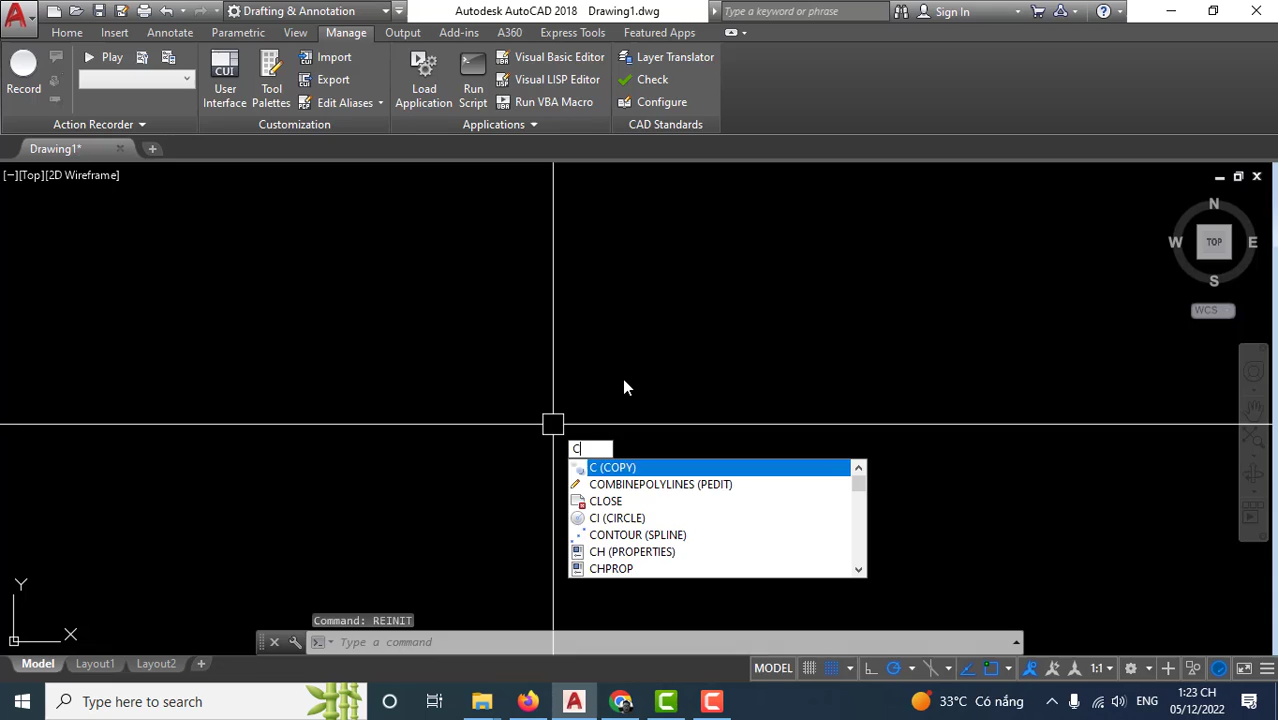 Drafting & Annotation
Autodesk AutoCAD 2018 Drawing1.dwg
Type a keyword or phrase
Sign In
Home Insert Annotate Parametric View Manage Output Add-ins A360 Express Tools Featured Apps
Record
Play
Action Recorder
CUI
User Interface
Tool Palettes
Import
Export
Edit Aliases
Customization
Load Application
Run Script
Visual Basic Editor
Visual LISP Editor
Run VBA Macro
Applications
Layer Translator
Check
Configure
CAD Standards
Drawing1*
[−][Top][2D Wireframe]
N
W TOP E
S
WCS
C
C (COPY)
COMBINEPOLYLINES (PEDIT)
CLOSE
CI (CIRCLE)
CONTOUR (SPLINE)
CH (PROPERTIES)
CHPROP
Y
X
Command: REINIT
Type a command
Model Layout1 Layout2
MODEL 1:1
Type here to search
33°C Có nắng
ENG
1:23 CH
05/12/2022